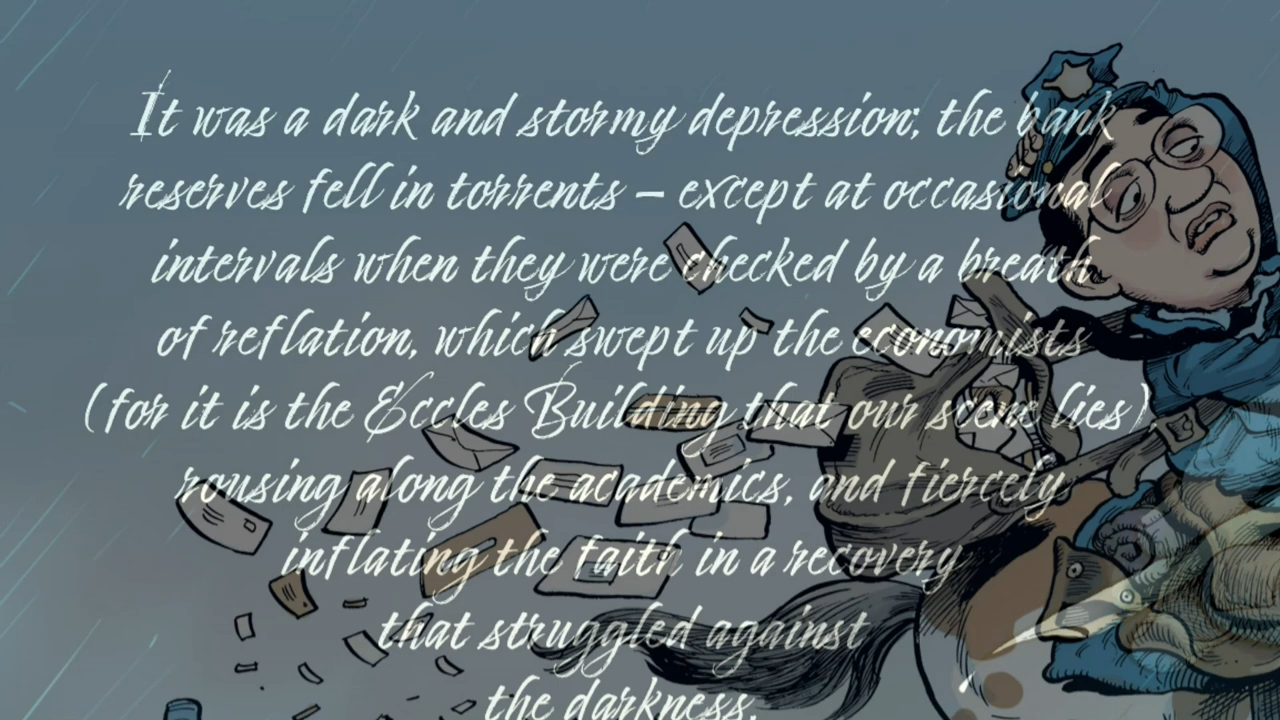 It was a dark and stormy depression; the bank
reserves fell in torrents – except at occasional
intervals when they were checked by a breath
of reflation, which swept up the economists
(for it is the Eccles Building that our scene lies),
rousing along the academics, and fiercely
inflating the faith in a recovery
that struggled against
the darkness.